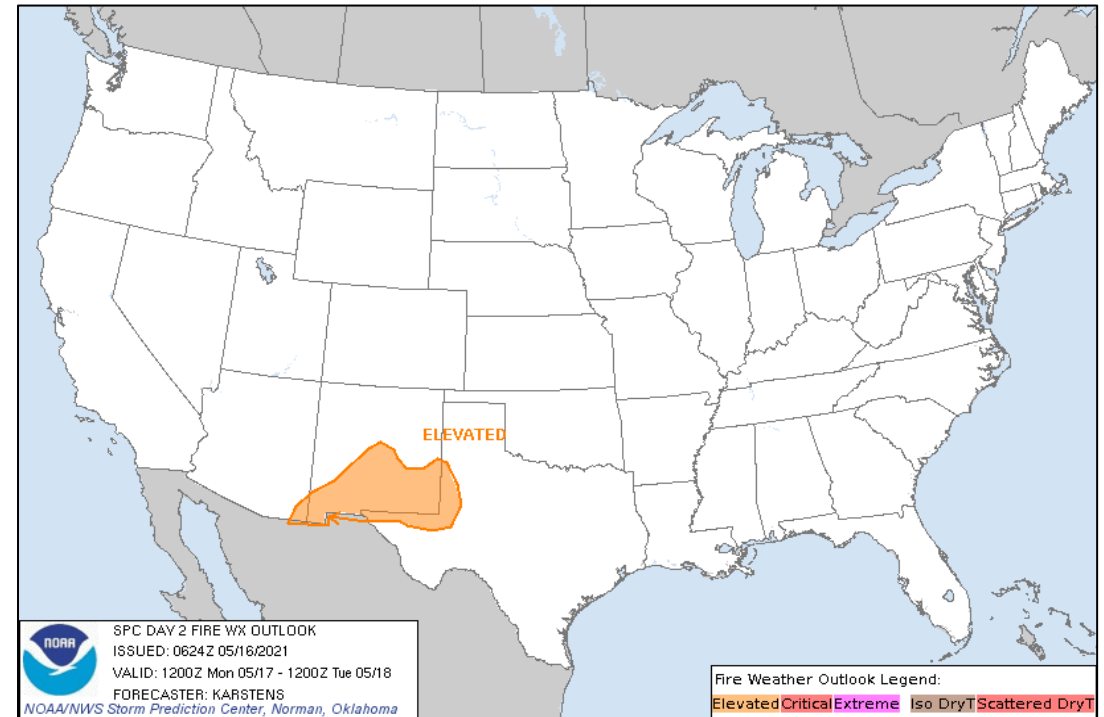 ELEVATED
NOAA
SPC DAY 2 FIRE WX OUTLOOK
ISSUED: 0624Z 05/16/2021
VALID: 1200Z Mon 05/17 - 1200Z Tue 05/18
FORECASTER: KARSTENS
NOAA/NWS Storm Prediction Center, Norman, Oklahoma
Fire Weather Outlook Legend:
Elevated Critical Extreme Iso DryT Scattered DryT